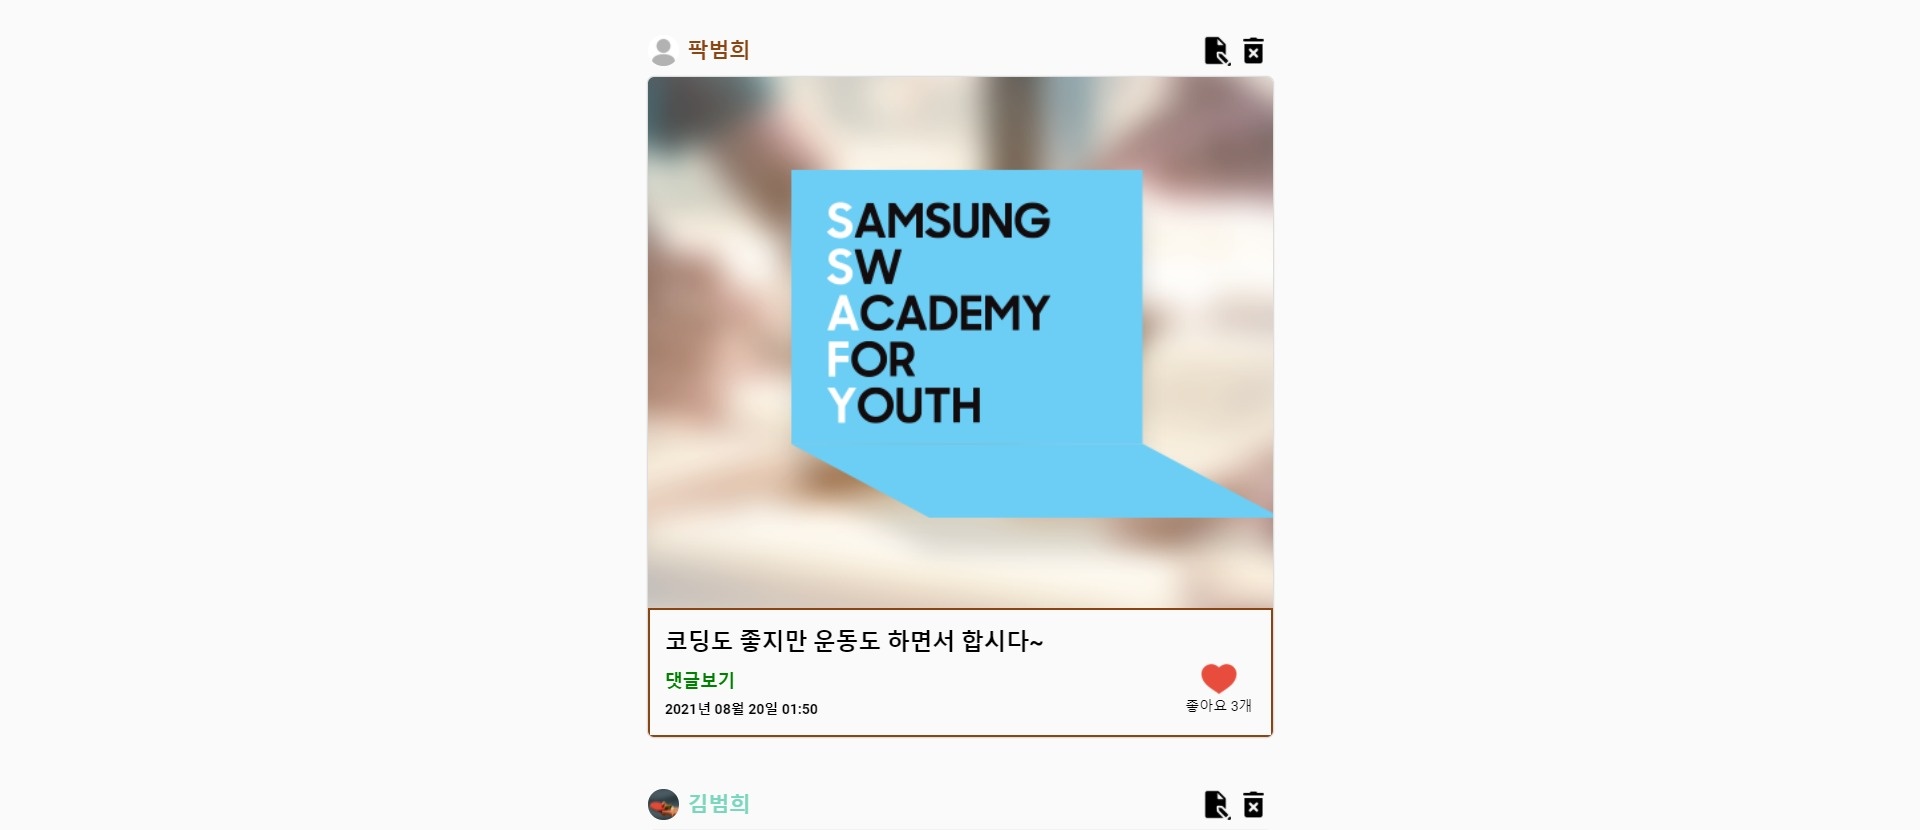 팍범희
SAMSUNG
SW
ACADEMY
FOR
YOUTH
코딩도 좋지만 운동도 하면서 합시다~
댓글보기
2021년 08월 20일 01:50
좋아요 3개
김범희